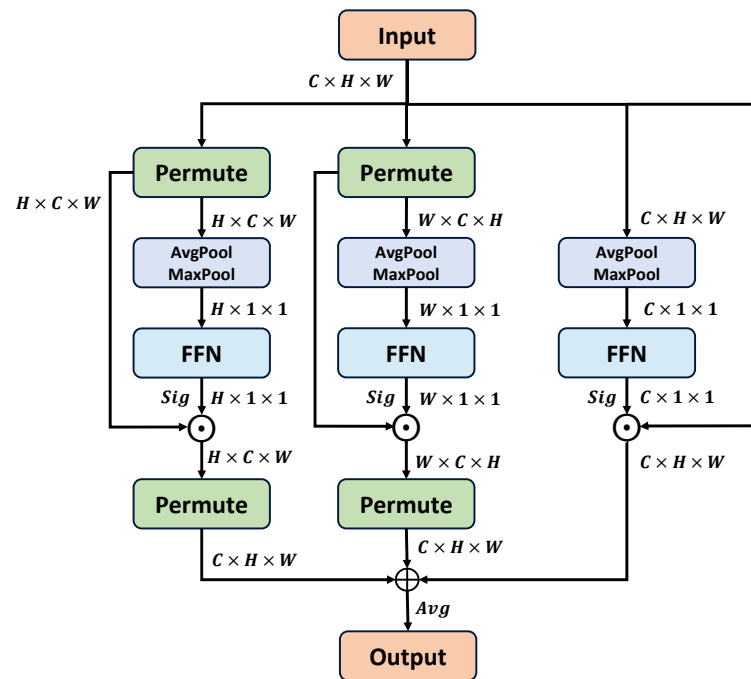 Input
C × H × W
Permute
Permute
H × C × W
H × C × W
W × C × H
C × H × W
AvgPool
MaxPool
AvgPool
MaxPool
AvgPool
MaxPool
H × 1 × 1
W × 1 × 1
C × 1 × 1
FFN
FFN
FFN
Sig
H × 1 × 1
Sig
W × 1 × 1
Sig
C × 1 × 1
H × C × W
W × C × H
C × H × W
Permute
Permute
C × H × W
C × H × W
Avg
Output